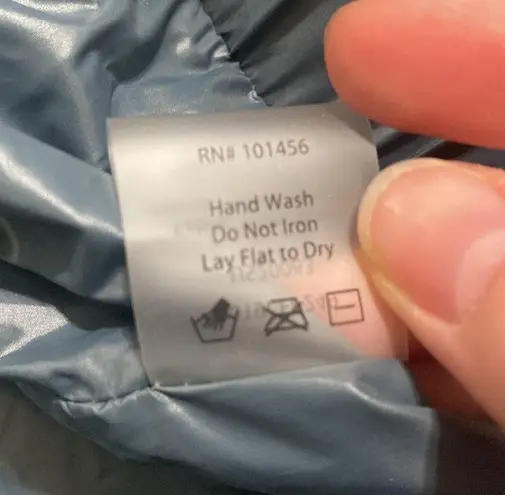 RN# 101456
Hand Wash
Do Not Iron
Lay Flat to Dry